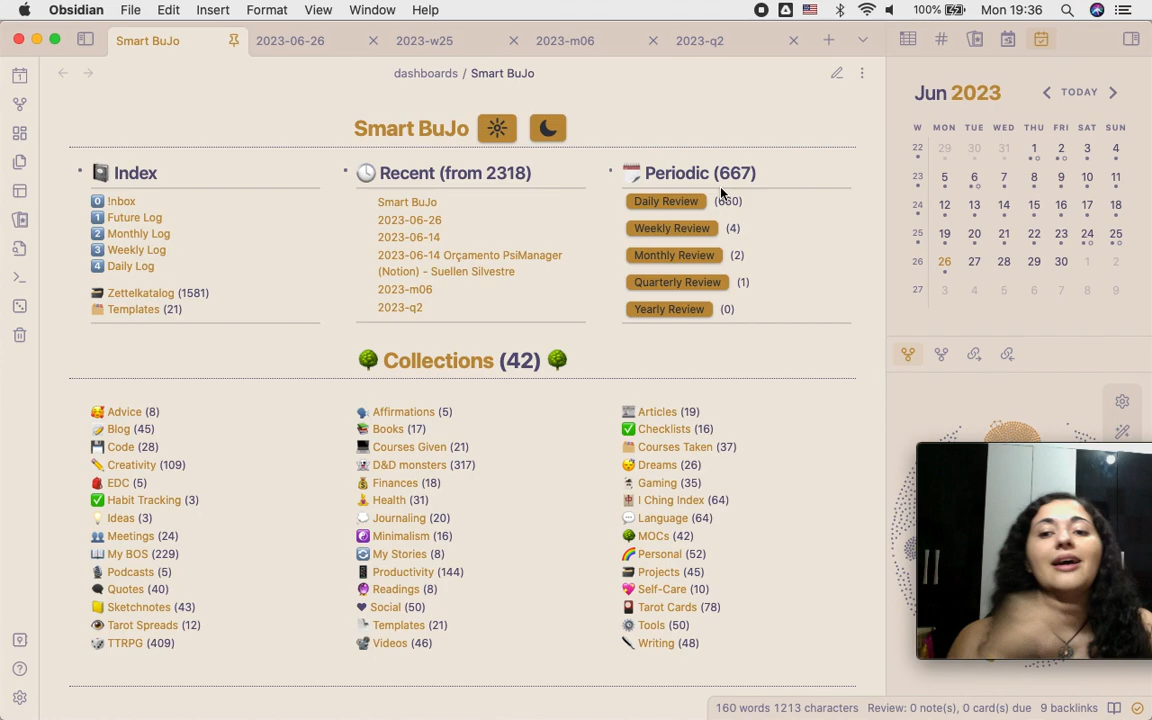 Obsidian File Edit Insert Format View Window Help 100% Mon 19:36
Smart BuJo 2023-06-26 2023-w25 2023-m06 2023-q2
dashboards / Smart BuJo
Smart BuJo
Index
!nbox
Future Log
Monthly Log
Weekly Log
Daily Log
Zettelkatalog (1581)
Templates (21)
Recent (from 2318)
Smart BuJo
2023-06-26
2023-06-14
2023-06-14 Orçamento PsiManager
(Notion) - Suellen Silvestre
2023-m06
2023-q2
Periodic (667)
Daily Review (660)
Weekly Review (4)
Monthly Review (2)
Quarterly Review (1)
Yearly Review (0)
Collections (42)
Advice (8)
Blog (45)
Code (28)
Creativity (109)
EDC (5)
Habit Tracking (3)
Ideas (3)
Meetings (24)
My BOS (229)
Podcasts (5)
Quotes (40)
Sketchnotes (43)
Tarot Spreads (12)
TTRPG (409)
Affirmations (5)
Books (17)
Courses Given (21)
D&D monsters (317)
Finances (18)
Health (31)
Journaling (20)
Minimalism (16)
My Stories (8)
Productivity (144)
Readings (8)
Social (50)
Templates (21)
Videos (46)
Articles (19)
Checklists (16)
Courses Taken (37)
Dreams (26)
Gaming (35)
I Ching Index (64)
Language (64)
MOCs (42)
Personal (52)
Projects (45)
Self-Care (10)
Tarot Cards (78)
Tools (50)
Writing (48)
Jun 2023 TODAY
W MON TUE WED THU FRI SAT SUN
22 29 30 31 1 2 3 4
23 5 6 7 8 9 10 11
24 12 13 14 15 16 17 18
25 19 20 21 22 23 24 25
26 26 27 28 29 30 1 2
27 3 4 5 6 7 8 9
160 words 1213 characters Review: 0 note(s), 0 card(s) due 9 backlinks